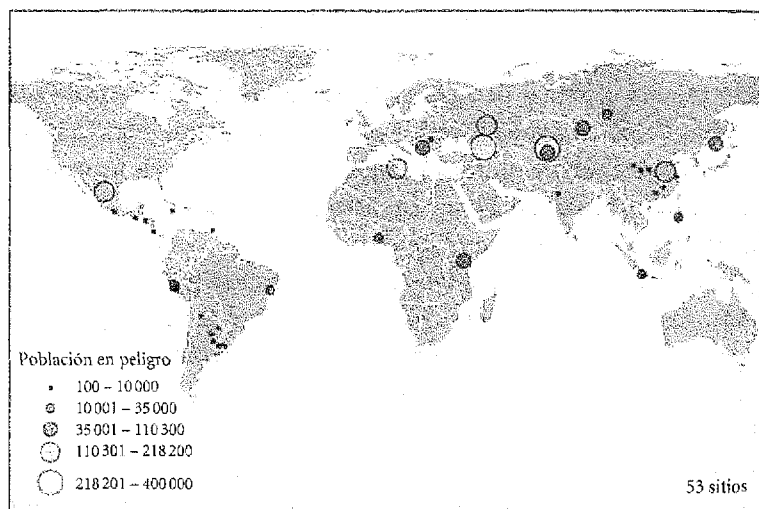 Población en peligro
100 – 10 000
10 001 – 35 000
35 001 – 110 300
110 301 – 218 200
218 201 – 400 000
53 sitios